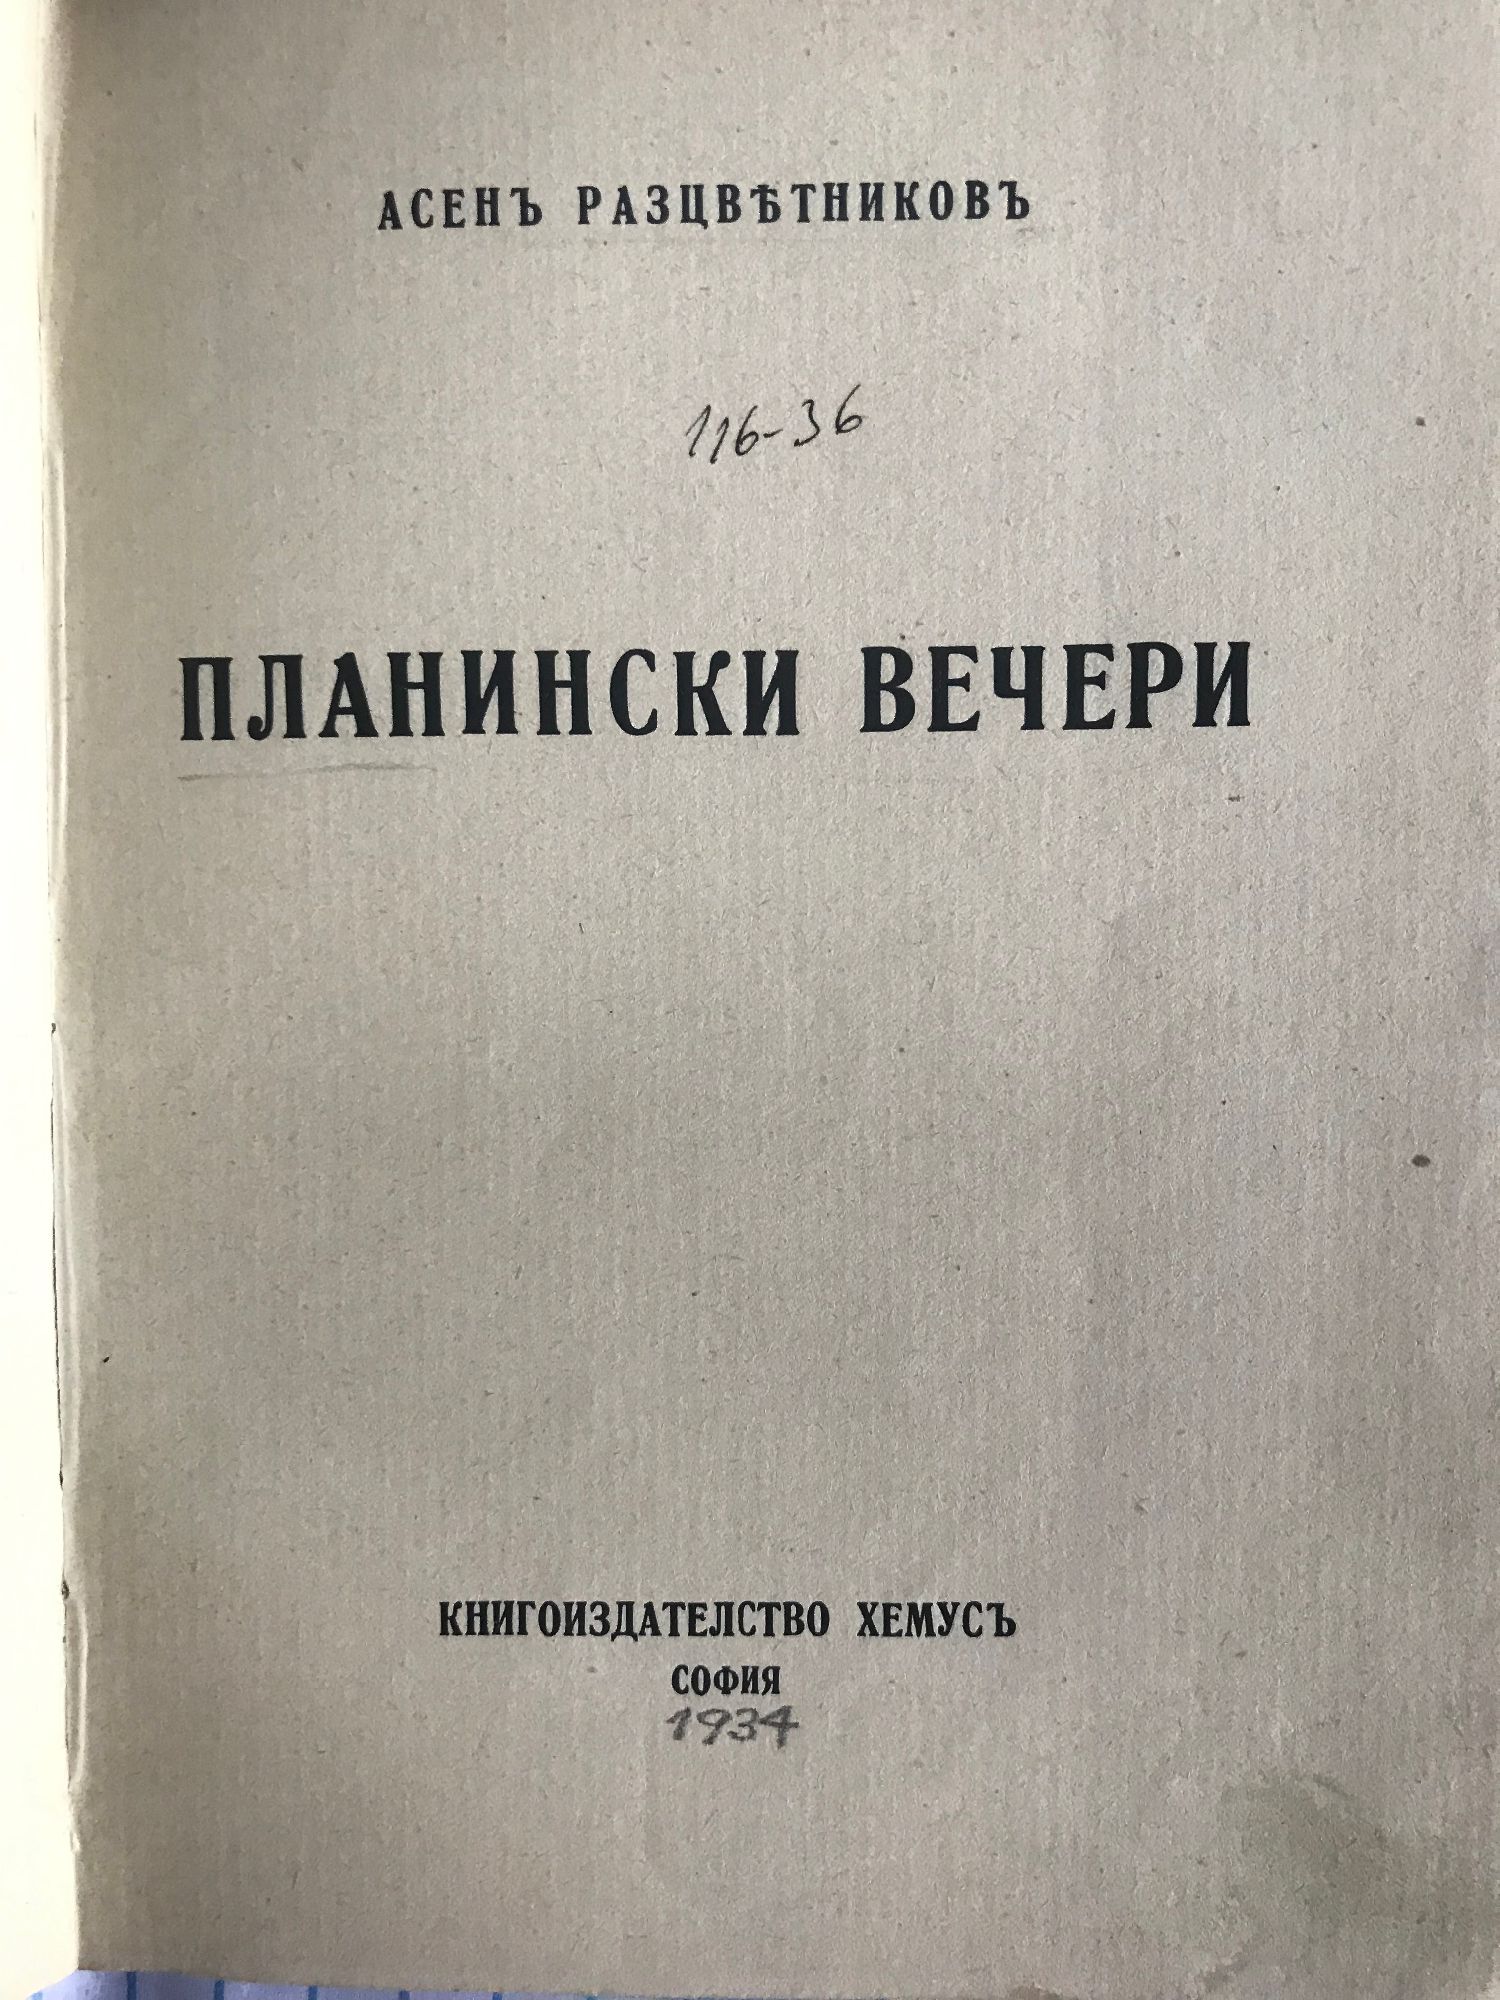 АСЕНЪ РАЗЦВѢТНИКОВЪ
116-36
ПЛАНИНСКИ ВЕЧЕРИ
КНИГОИЗДАТЕЛСТВО ХЕМУСЪ
СОФИЯ
1934